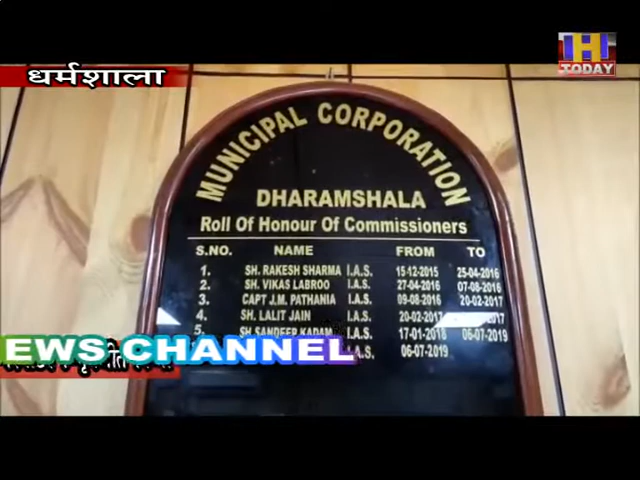 H
TODAY
धर्मशाला
MUNICIPAL CORPORATION
DHARAMSHALA
Roll Of Honour Of Commissioners
S.NO. NAME FROM TO
1. SH. RAKESH SHARMA I.A.S. 15-12-2015 25-04-2016
2. SH. VIKAS LABROO I.A.S. 27-04-2016 07-08-2016
3. CAPT J.M. PATHANIA I.A.S. 09-08-2016 20-02-2017
4. SH. LALIT JAIN I.A.S. 20-02-2017
5. SH SANDEEP KADAM I.A.S. 17-01-2018 06-07-2019
I.A.S. 06-07-2019
EWS CHANNEL